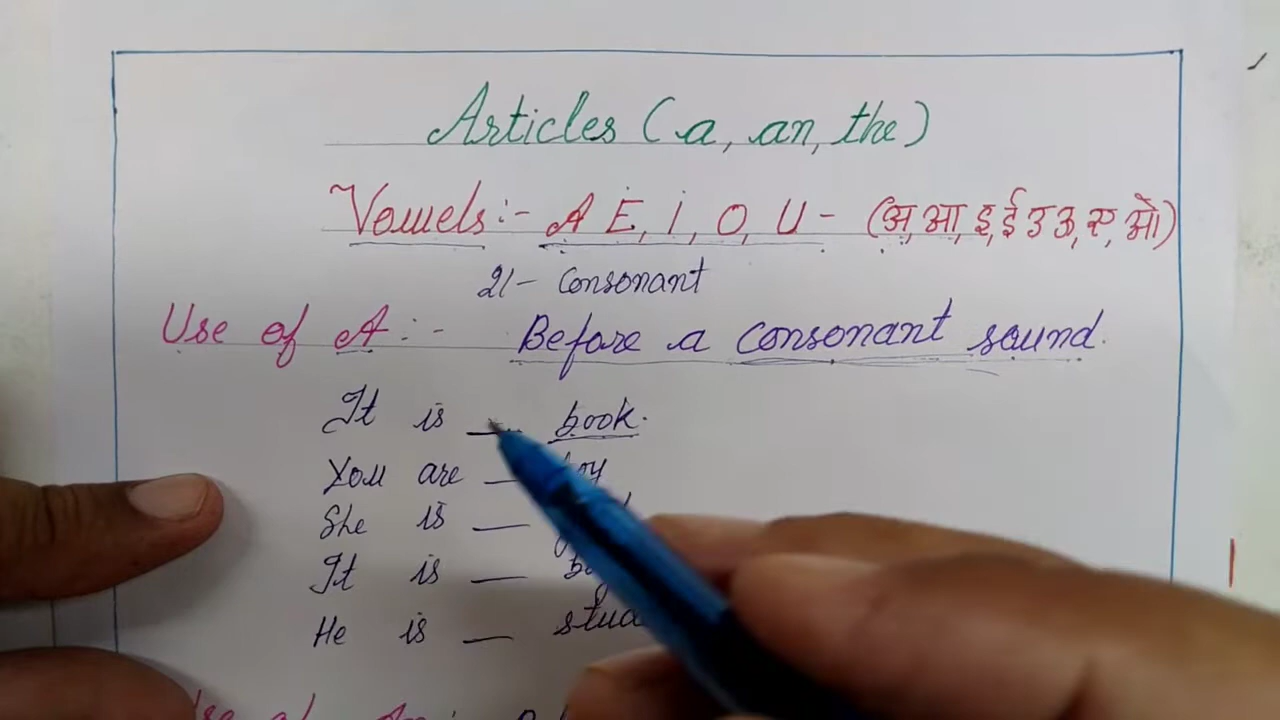 Articles (a, an, the)
Vowels:- A E, I, O, U - (अ, आ, इ, ई उ ऊ, ए, ओ)
21- Consonant
Use of A:- Before a consonant sound.
It is __ book.
You are __
She is __
It is __
He is __